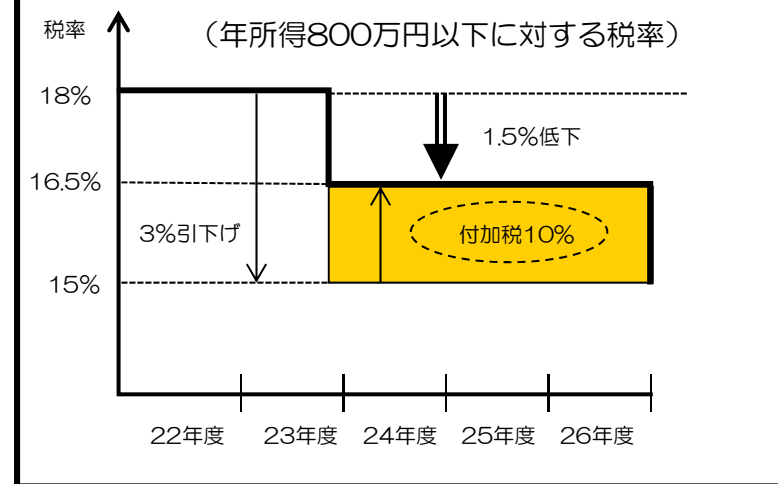 税率
（年所得800万円以下に対する税率）
18%
1.5%低下
16.5%
3%引下げ
付加税10%
15%
22年度 23年度 24年度 25年度 26年度